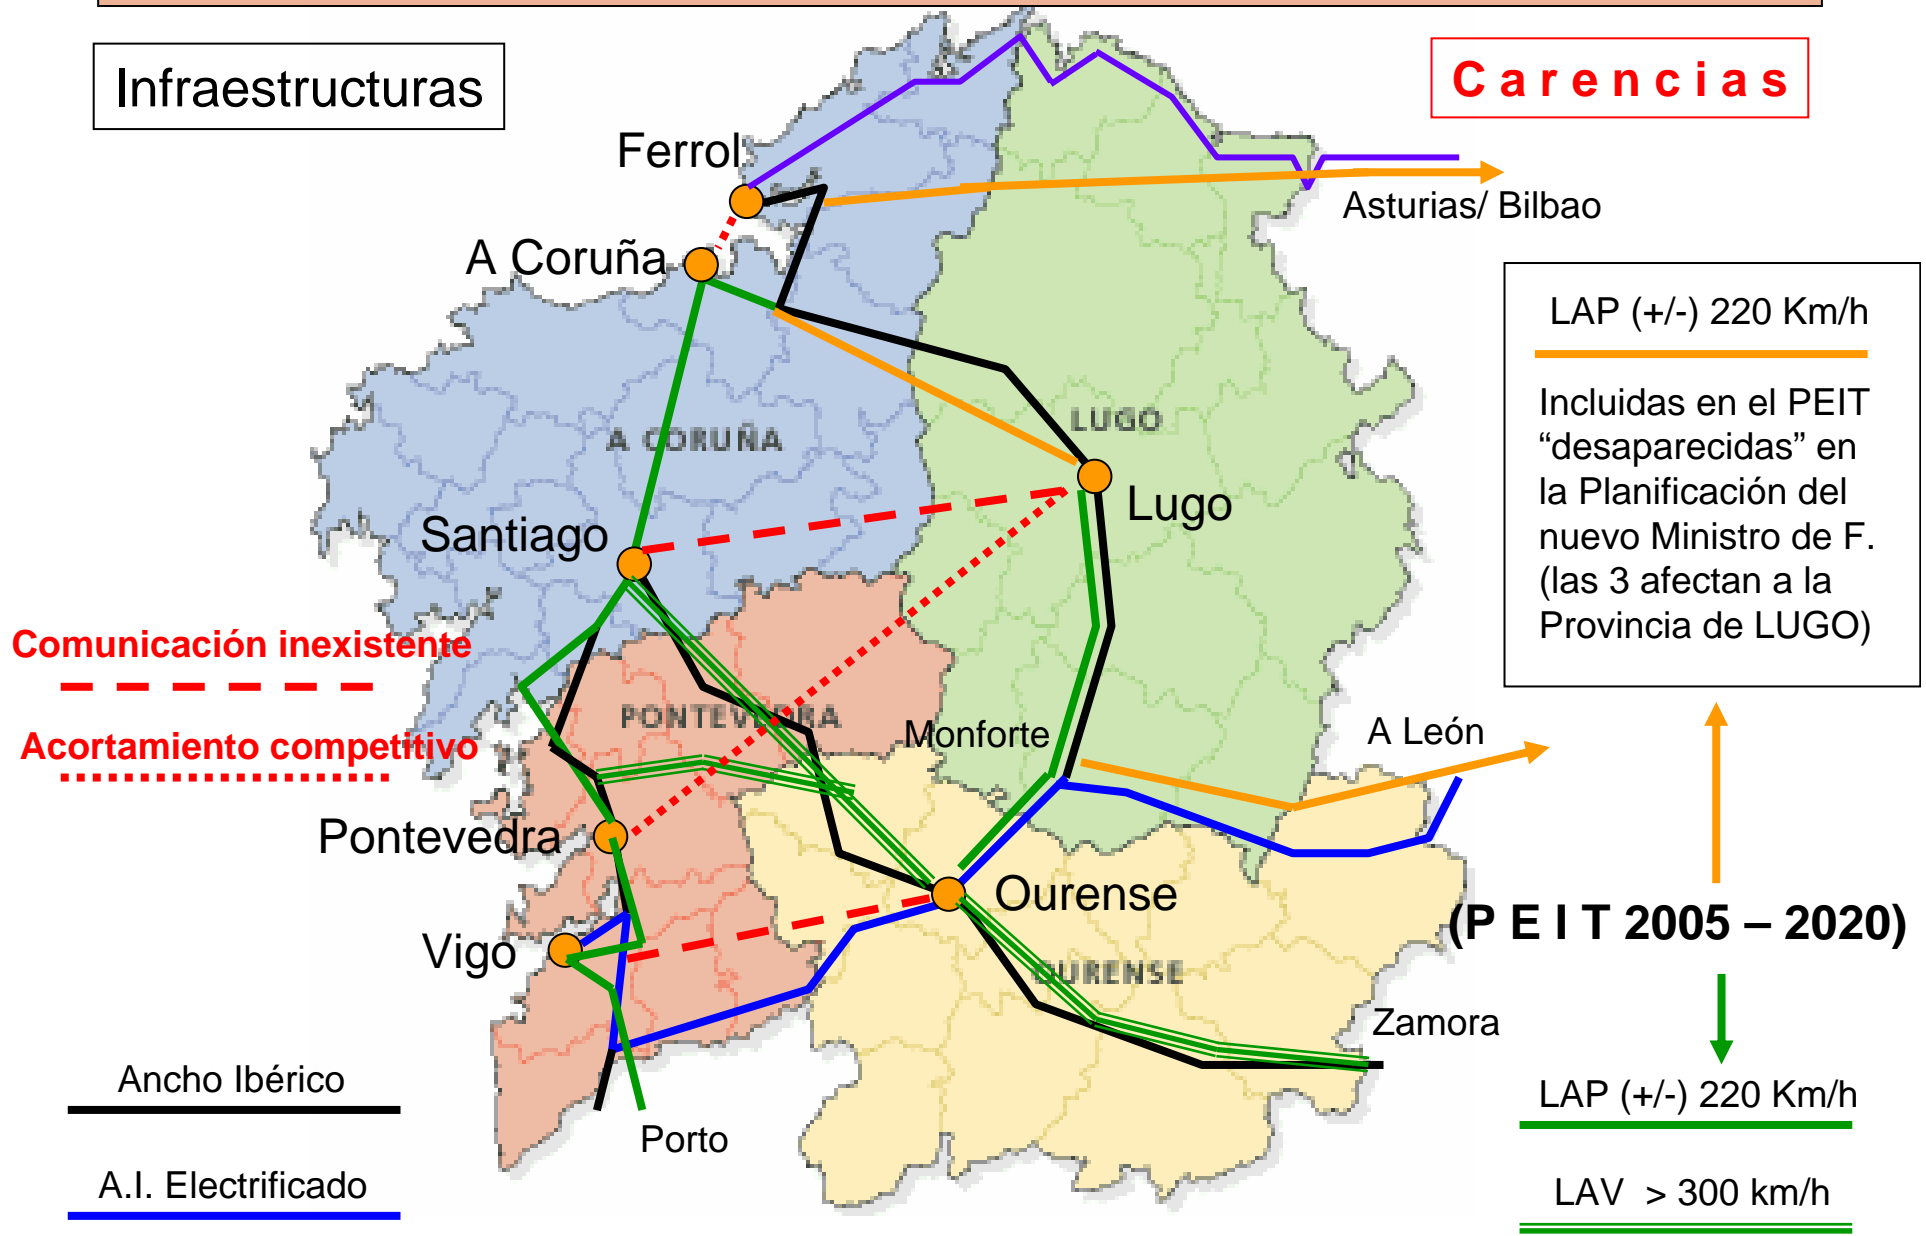 Infraestructuras
Carencias
Ferrol
A Coruña
Asturias/ Bilbao
LAP (+/-) 220 Km/h
Incluidas en el PEIT
“desaparecidas” en
la Planificación del
nuevo Ministro de F.
(las 3 afectan a la
Provincia de LUGO)
A CORUÑA
LUGO
Lugo
Santiago
Comunicación inexistente
PONTEVEDRA
Acortamiento competitivo
Monforte
A León
Pontevedra
Ourense
(P E I T 2005 – 2020)
Vigo
OURENSE
Zamora
Ancho Ibérico
Porto
LAP (+/-) 220 Km/h
A.I. Electrificado
LAV > 300 km/h